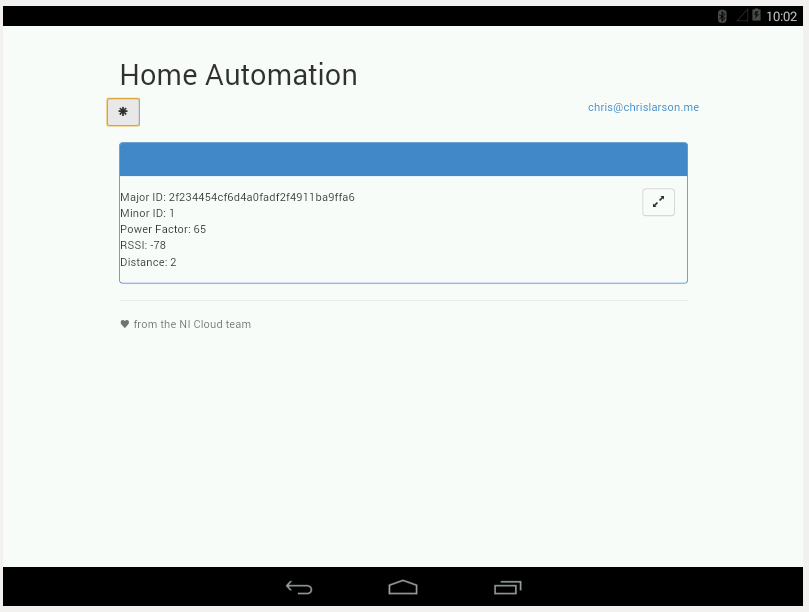 10:02
Home Automation
chris@chrislarson.me
Major ID: 2f234454cf6d4a0fadf2f4911ba9ffa6
Minor ID: 1
Power Factor: 65
RSSI: -78
Distance: 2
♥ from the NI Cloud team